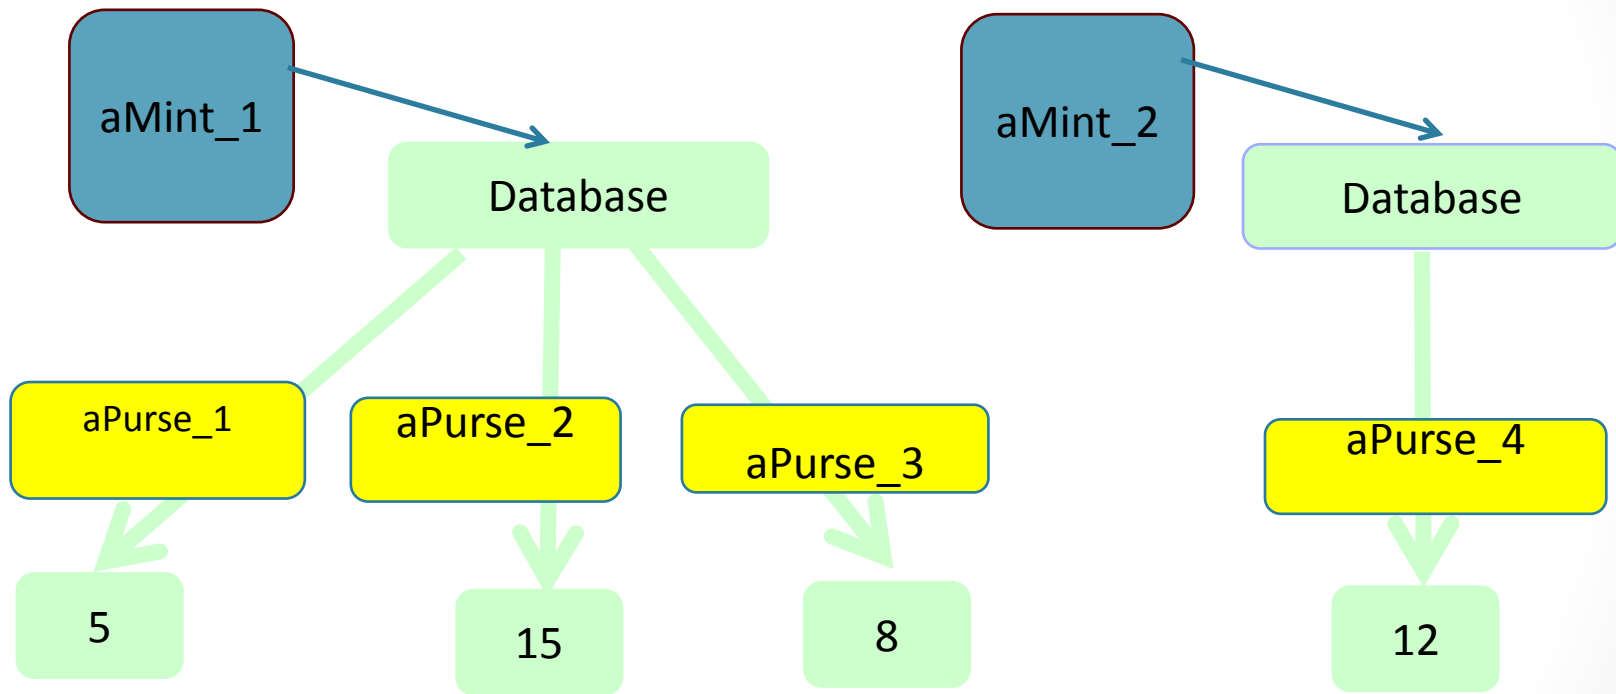 aMint_1
aMint_2
Database
Database
aPurse_1
aPurse_2
aPurse_3
aPurse_4
5
15
8
12